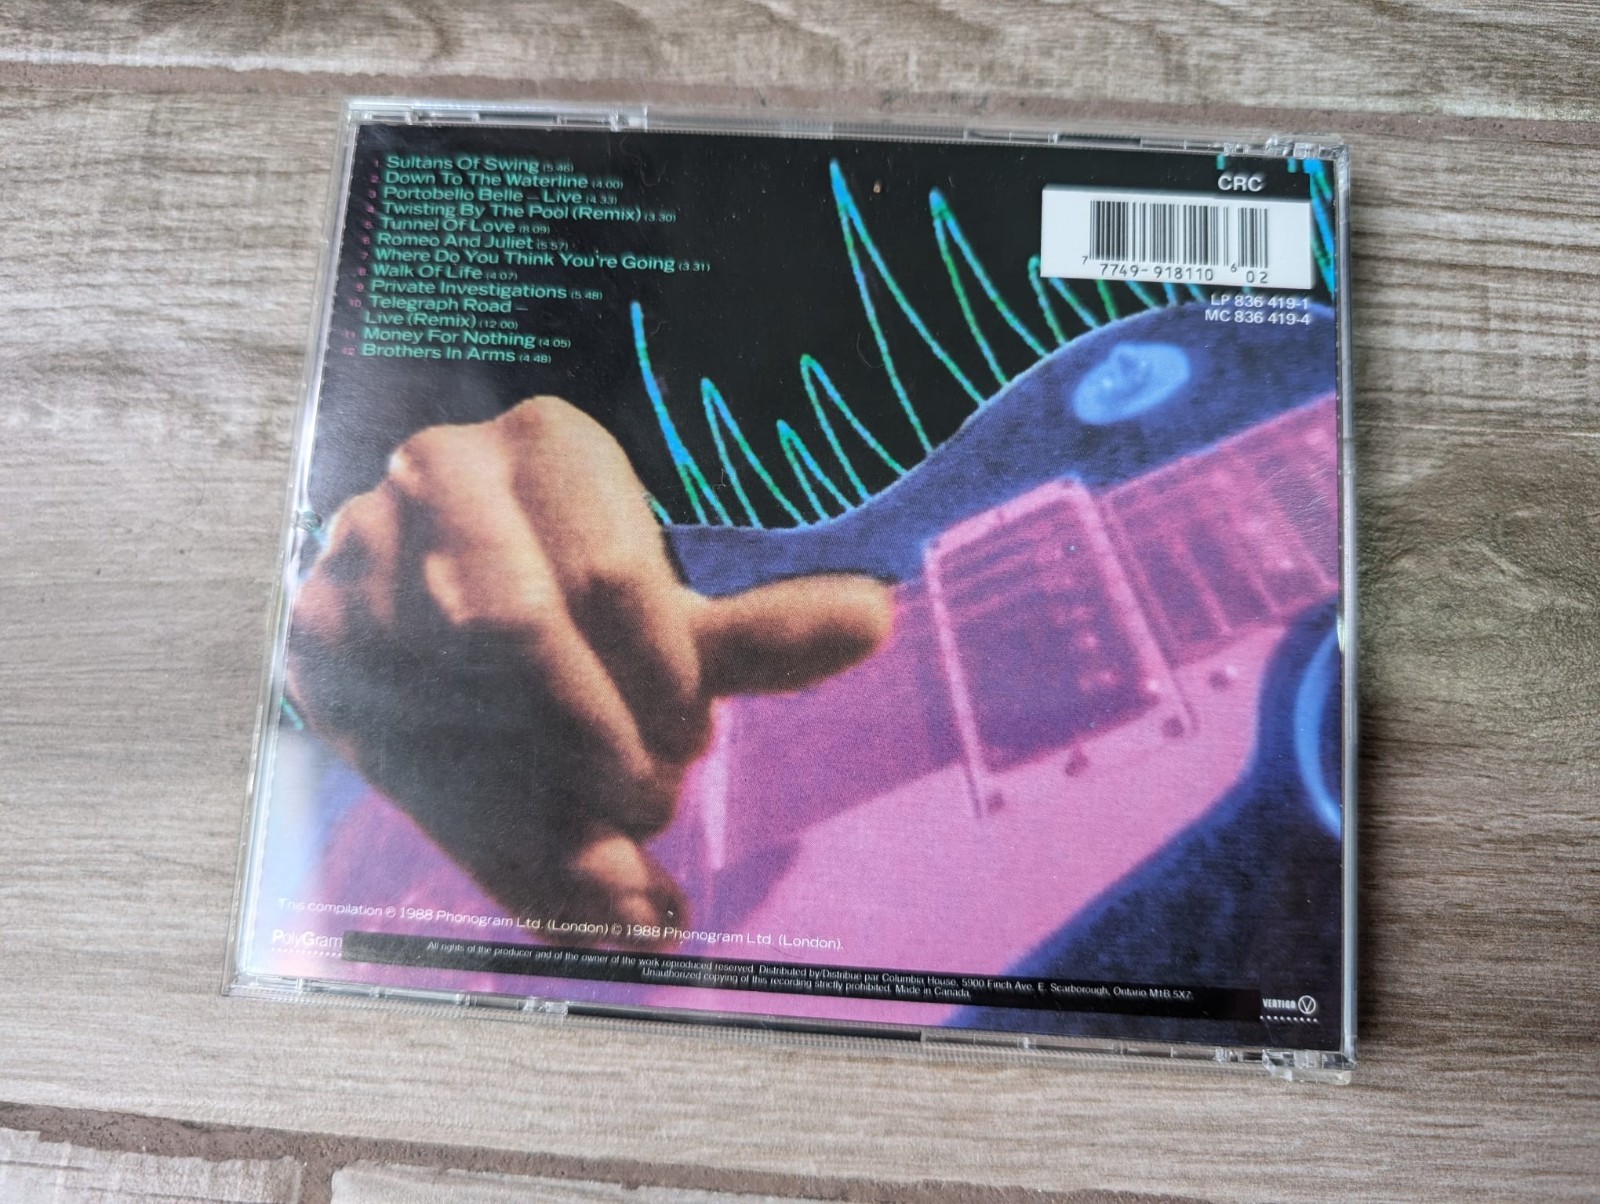 1. Sultans Of Swing (5.46)
2. Down To The Waterline (4.00)
3. Portobello Belle – Live (4.33)
4. Twisting By The Pool (Remix) (3.30)
5. Tunnel Of Love (8.09)
6. Romeo And Juliet (5.57)
7. Where Do You Think You're Going (3.31)
8. Walk Of Life (4.07)
9. Private Investigations (5.48)
10. Telegraph Road –
Live (Remix) (12.00)
11. Money For Nothing (4.05)
12. Brothers In Arms (4.48)
CRC
7 7749-918110 6 02
LP 836 419-1
MC 836 419-4
This compilation ℗ 1988 Phonogram Ltd. (London) © 1988 Phonogram Ltd. (London).
PolyGram
All rights of the producer and of the owner of the work reproduced reserved. Distributed by/Distribue par Columbia House, 5900 Finch Ave. E. Scarborough, Ontario M1B 5X7.
Unauthorized copying of this recording strictly prohibited. Made in Canada.
VERTIGO V